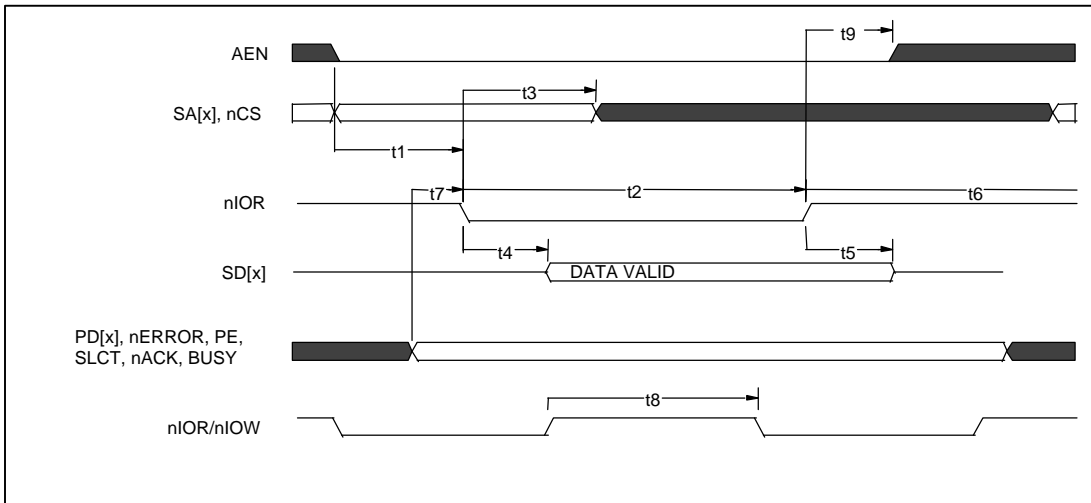 AEN
t9
t3
SA[x], nCS
t1
t7
t2
t6
nIOR
t4
t5
SD[x]
DATA VALID
PD[x], nERROR, PE,
SLCT, nACK, BUSY
t8
nIOR/nIOW